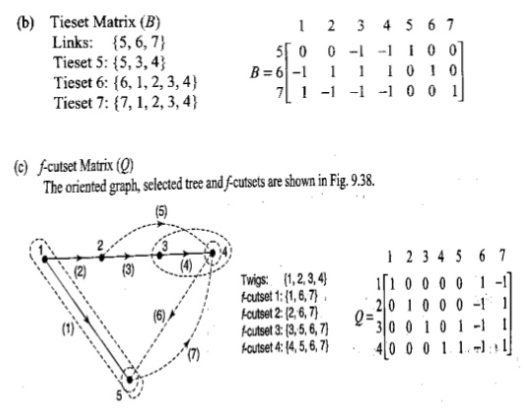 (b) Tieset Matrix (B)
Links: {5, 6, 7}
Tieset 5: {5, 3, 4}
Tieset 6: {6, 1, 2, 3, 4}
Tieset 7: {7, 1, 2, 3, 4}
1 2 3 4 5 6 7
5 0 0 -1 -1 1 0 0
B = 6 -1 1 1 1 0 1 0
7 1 -1 -1 -1 0 0 1
(c) f-cutset Matrix (Q)
The oriented graph, selected tree and f-cutsets are shown in Fig. 9.38.
(5)
1 2 3 4
(2) (3) (4)
(1) (6) (7)
5
Twigs: {1, 2, 3, 4}
f-cutset 1: {1, 6, 7}
f-cutset 2: {2, 6, 7}
f-cutset 3: {3, 5, 6, 7}
f-cutset 4: {4, 5, 6, 7}
1 2 3 4 5 6 7
1 1 0 0 0 0 1 -1
2 0 1 0 0 0 -1 1
Q = 3 0 0 1 0 1 -1 1
4 0 0 0 1 1 -1 1